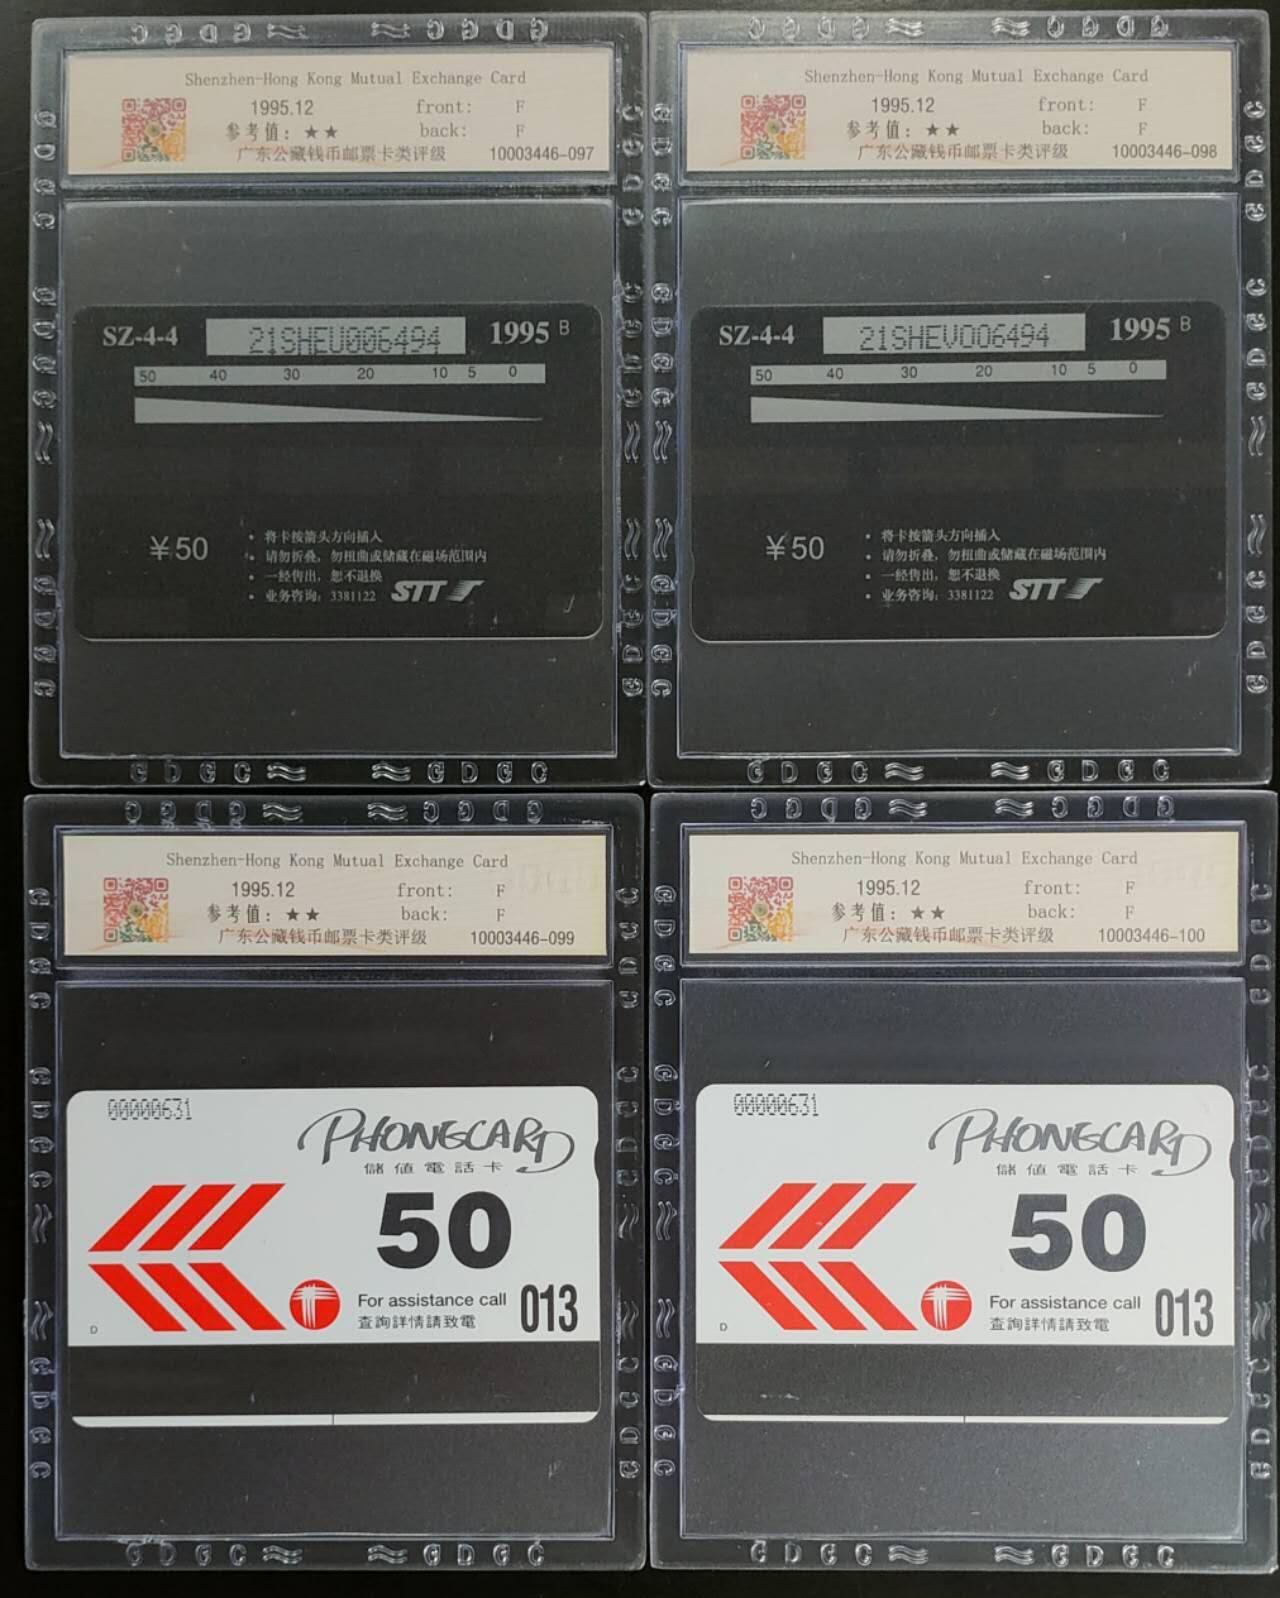 Shenzhen-Hong Kong Mutual Exchange Card
1995.12 front: F
参考值: ★★ back: F
广东公藏钱币邮票卡类评级 10003446-097
SZ-4-4 21SHEU006494 1995 B
50 40 30 20 10 5 0
¥50
• 将卡按箭头方向插入
• 请勿折叠, 勿扭曲或储藏在磁场范围内
• 一经售出, 恕不退换
• 业务咨询: 3381122 STT
Shenzhen-Hong Kong Mutual Exchange Card
1995.12 front: F
参考值: ★★ back: F
广东公藏钱币邮票卡类评级 10003446-098
SZ-4-4 21SHEV006494 1995 B
50 40 30 20 10 5 0
¥50
• 将卡按箭头方向插入
• 请勿折叠, 勿扭曲或储藏在磁场范围内
• 一经售出, 恕不退换
• 业务咨询: 3381122 STT
Shenzhen-Hong Kong Mutual Exchange Card
1995.12 front: F
参考值: ★★ back: F
广东公藏钱币邮票卡类评级 10003446-099
00000631
PHONECARD
儲值電話卡
50
For assistance call 013
查詢詳情請致電
D
Shenzhen-Hong Kong Mutual Exchange Card
1995.12 front: F
参考值: ★★ back: F
广东公藏钱币邮票卡类评级 10003446-100
00000631
PHONECARD
儲值電話卡
50
For assistance call 013
查詢詳情請致電
D